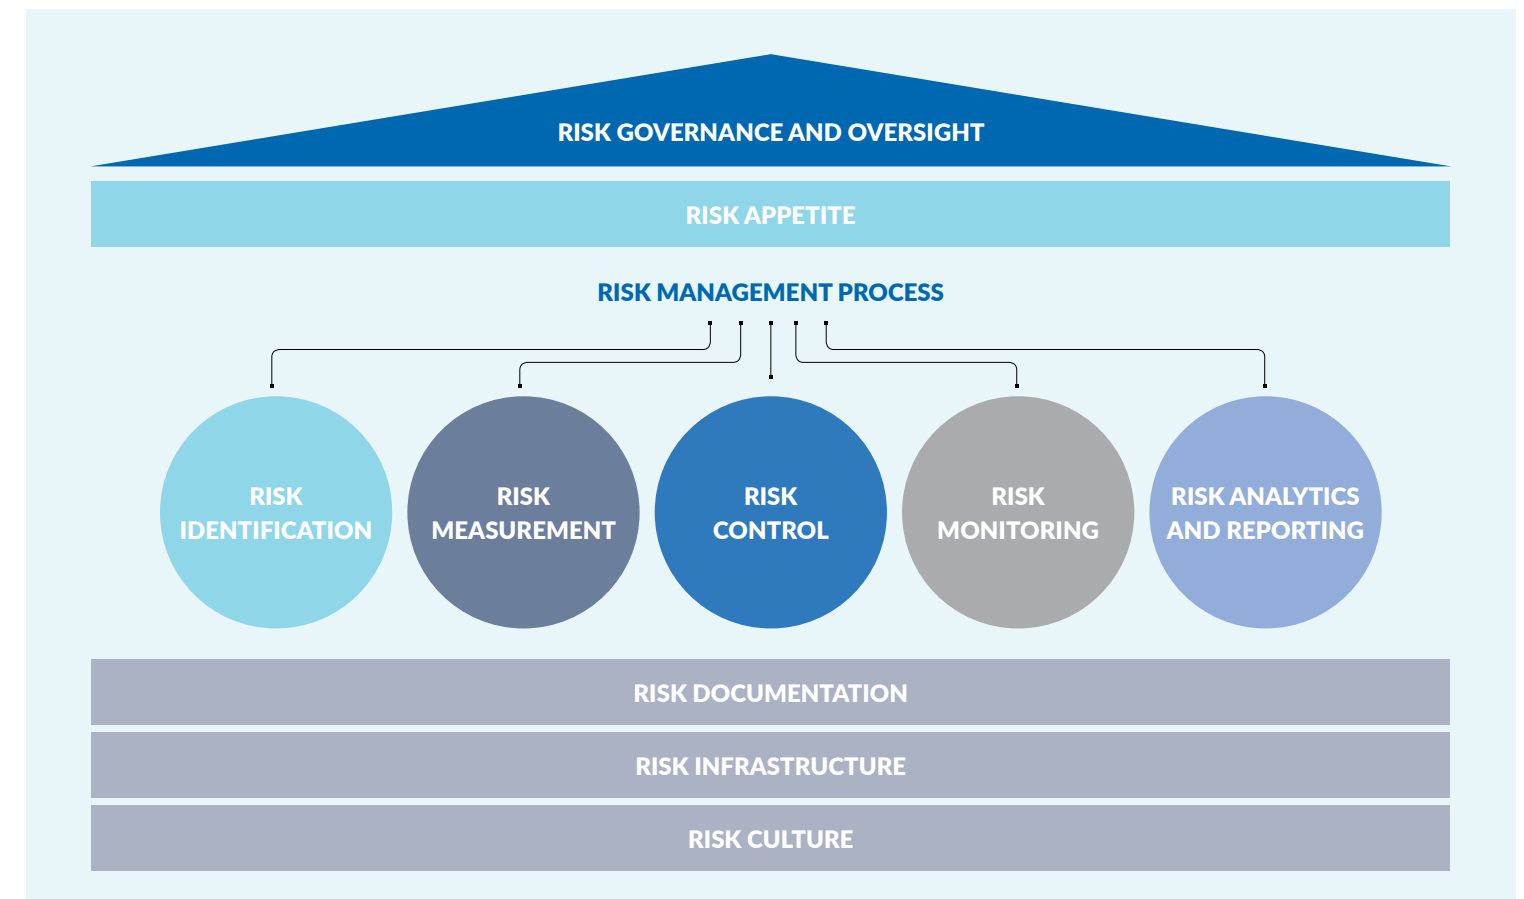 RISK GOVERNANCE AND OVERSIGHT
RISK APPETITE
RISK MANAGEMENT PROCESS
RISK
IDENTIFICATION
RISK
MEASUREMENT
RISK
CONTROL
RISK
MONITORING
RISK ANALYTICS
AND REPORTING
RISK DOCUMENTATION
RISK INFRASTRUCTURE
RISK CULTURE